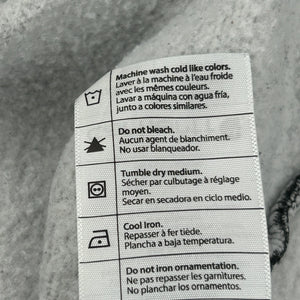 Machine wash cold like colors.
Laver à la machine à l'eau froide
avec les mêmes couleurs.
Lavar a máquina con agua fría,
junto a colores similares.
Do not bleach.
Aucun agent de blanchiment.
No usar blanqueador.
Tumble dry medium.
Sécher par culbutage à réglage
moyen.
Secar en secadora en ciclo medio.
Cool Iron.
Repasser à fer tiède.
Plancha a baja temperatura.
Do not iron ornamentation.
Ne pas repasser les garnitures.
No planchar los ornamentos.